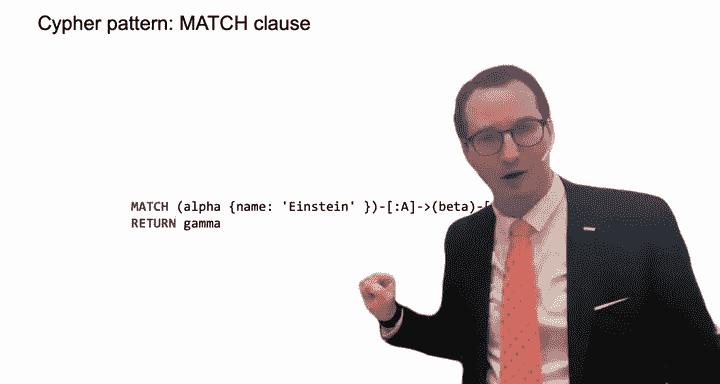 Cypher pattern: MATCH clause
MATCH (alpha {name: 'Einstein' })-[:A]->(beta)-[
RETURN gamma